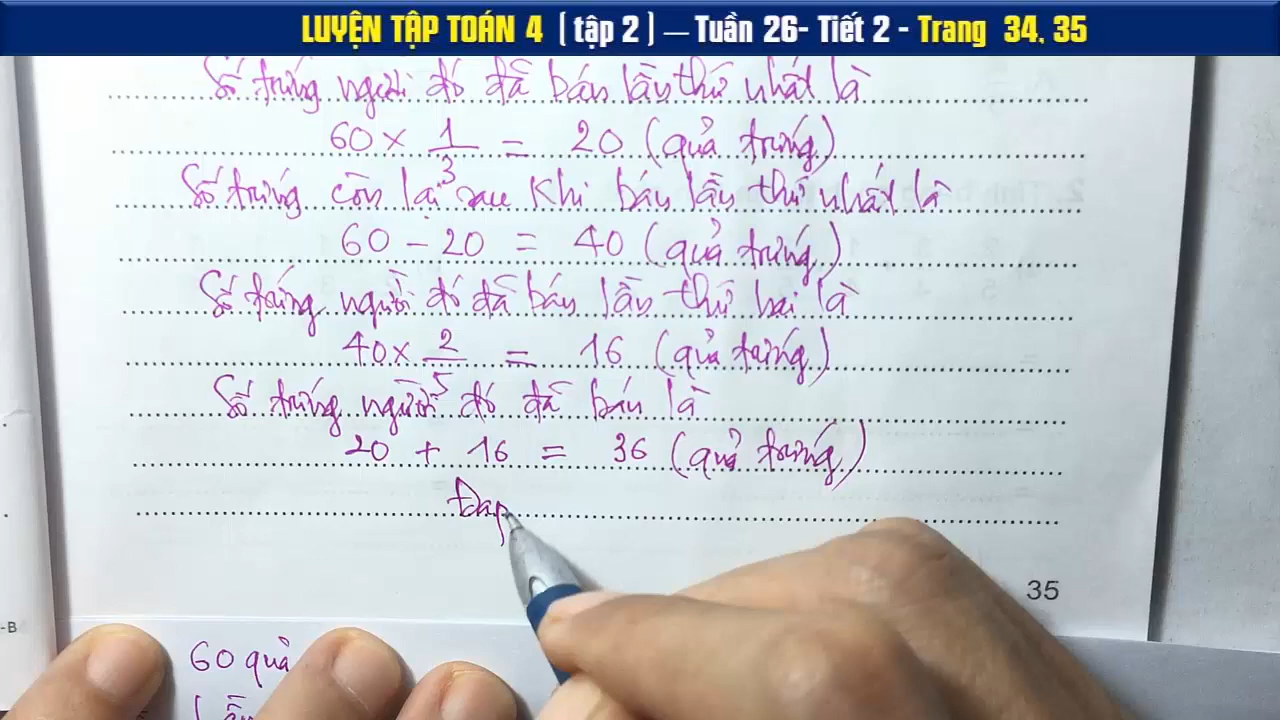 LUYỆN TẬP TOÁN 4 ( tập 2 ) — Tuần 26- Tiết 2 - Trang 34, 35
Số trứng người đó đã bán lần thứ nhất là
60 × 1/3 = 20 (quả trứng)
Số trứng còn lại sau khi bán lần thứ nhất là
60 – 20 = 40 (quả trứng)
Số trứng người đó đã bán lần thứ hai là
40 × 2/5 = 16 (quả trứng)
Số trứng người đó đã bán là
20 + 16 = 36 (quả trứng)
Đap
35
-B
60 quả
Lần